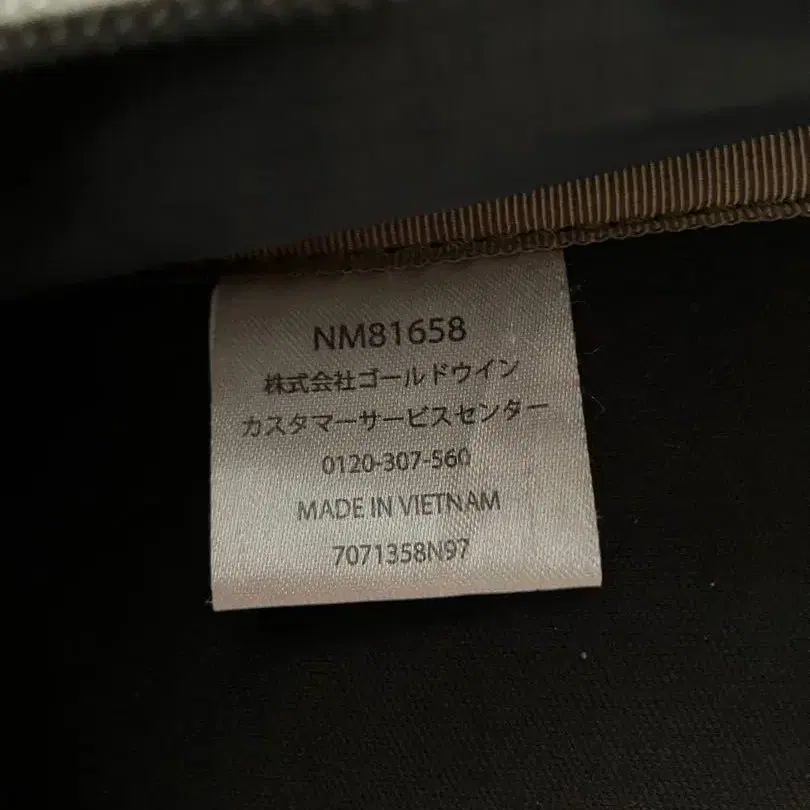 NM81658
株式会社ゴールドウイン
カスタマーサービスセンター
0120-307-560
MADE IN VIETNAM
7071358N97